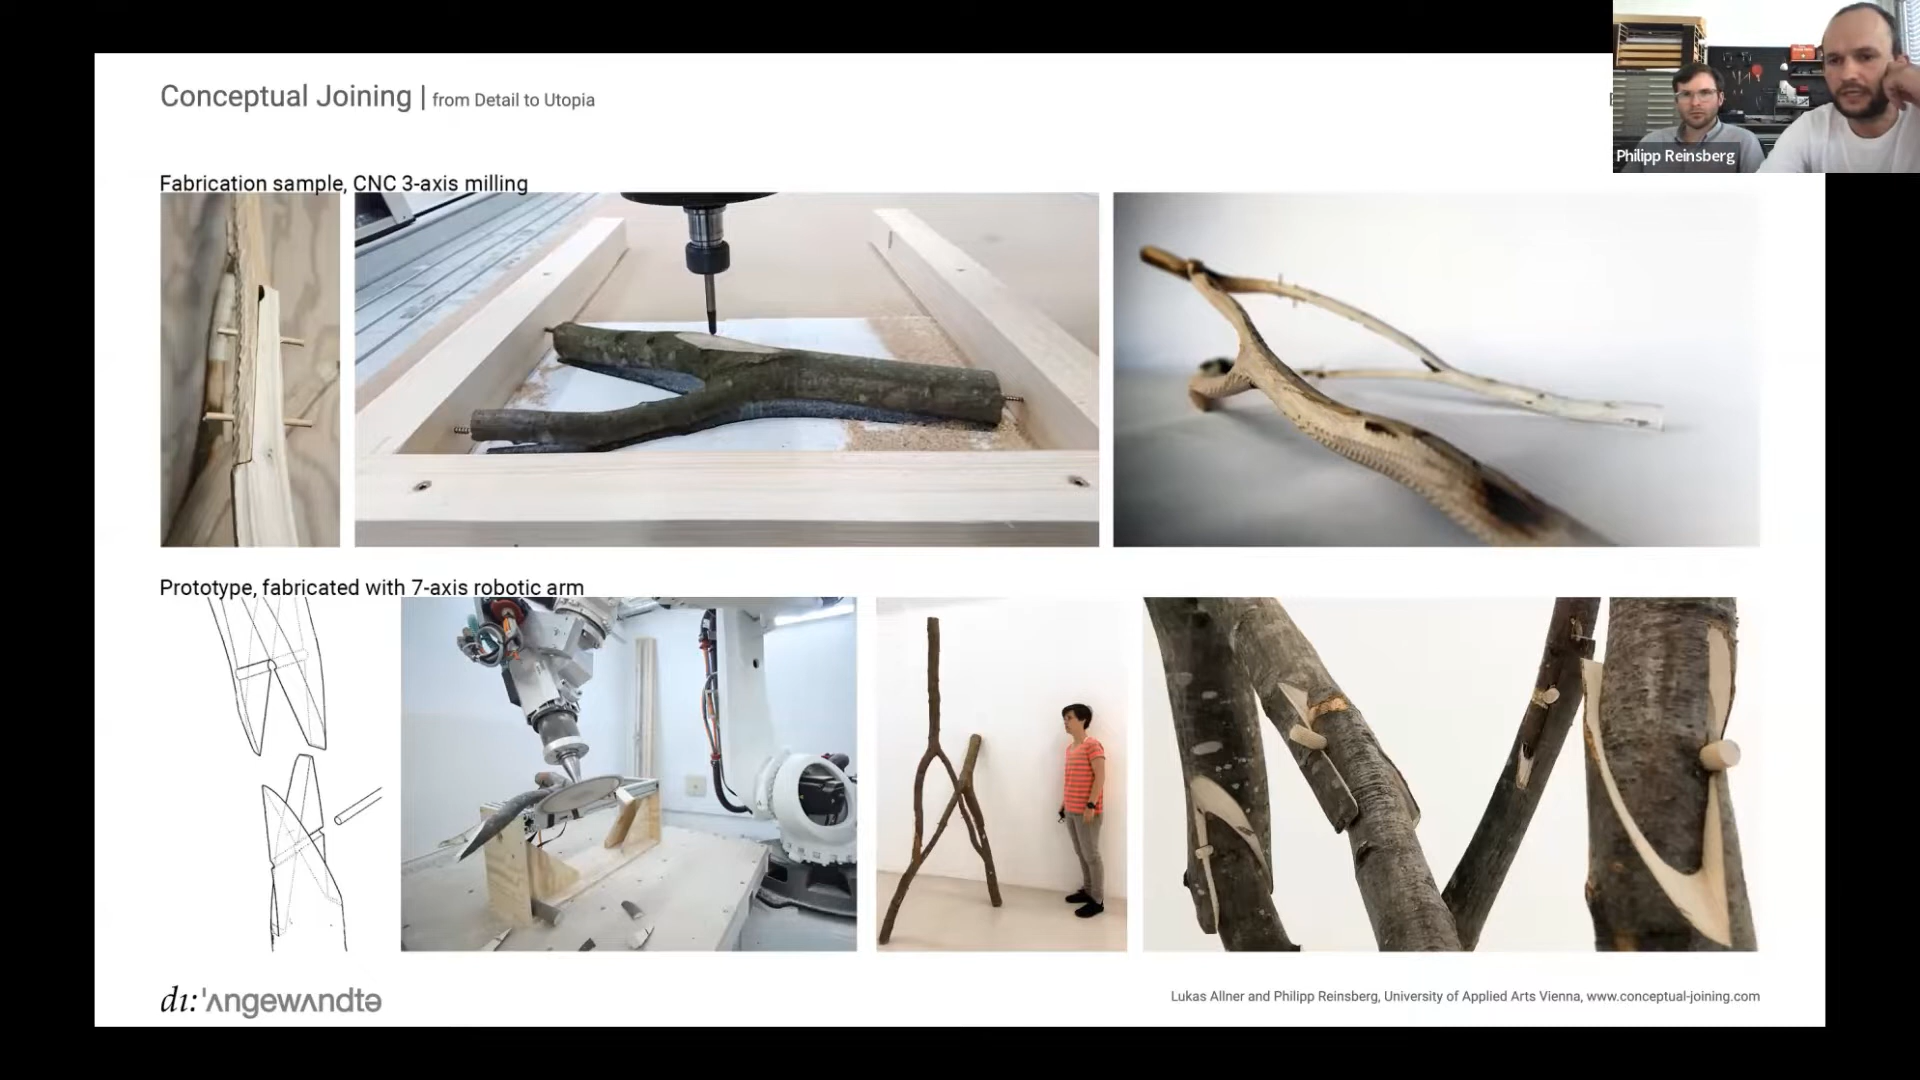 Conceptual Joining | from Detail to Utopia
Philipp Reinsberg
Fabrication sample, CNC 3-axis milling
Prototype, fabricated with 7-axis robotic arm
dı:'ʌngewʌndtə
Lukas Allner and Philipp Reinsberg, University of Applied Arts Vienna, www.conceptual-joining.com